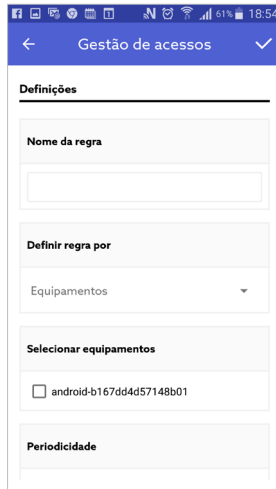 61% 18:54
Gestão de acessos
Definições
Nome da regra
Definir regra por
Equipamentos
Selecionar equipamentos
android-b167dd4d57148b01
Periodicidade